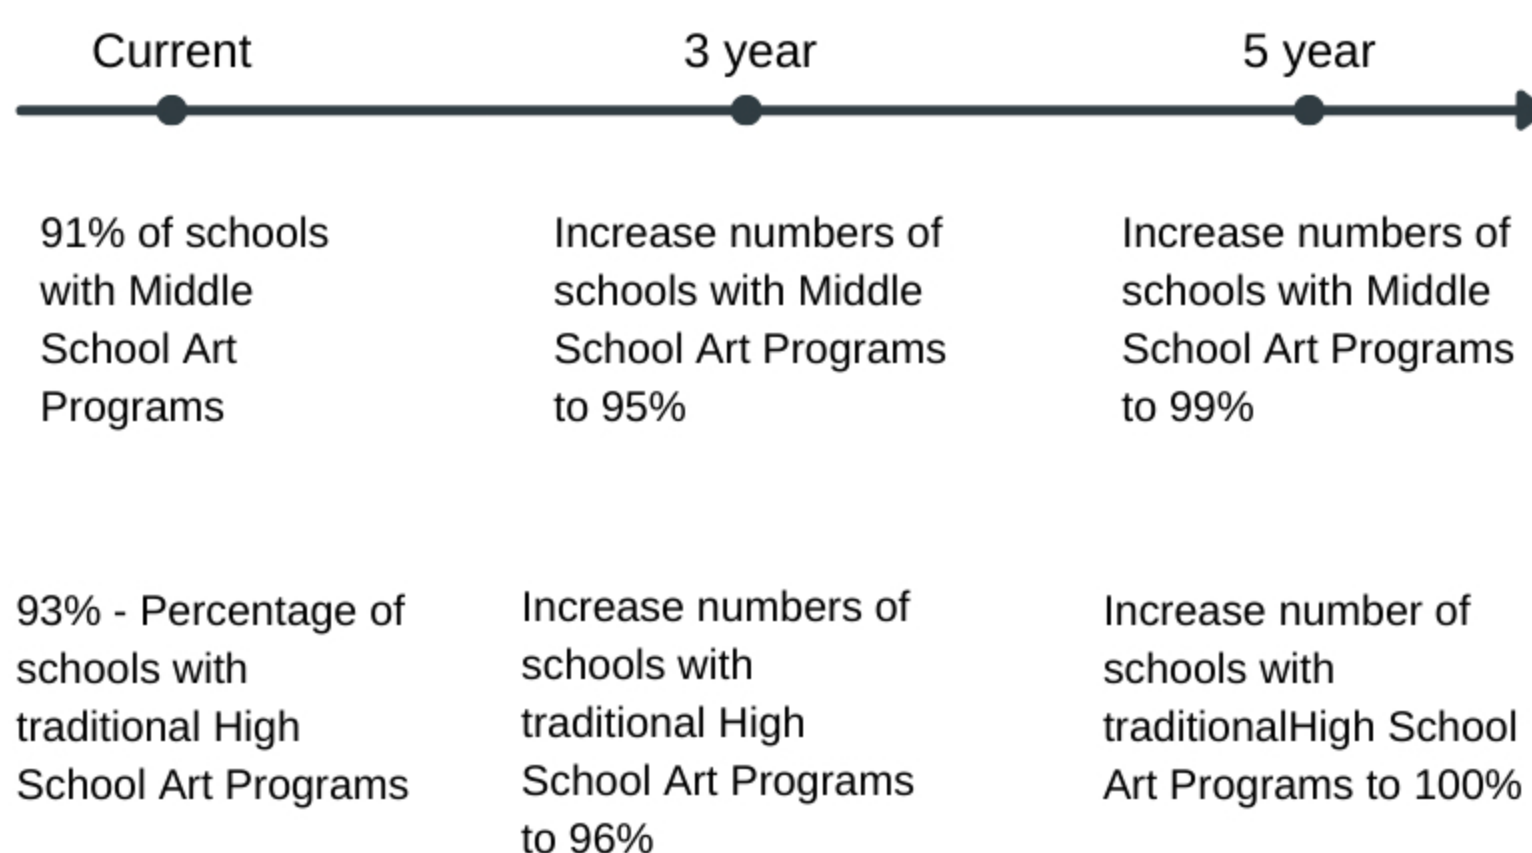 Current
3 year
5 year
91% of schools
with Middle
School Art
Programs
Increase numbers of
schools with Middle
School Art Programs
to 95%
Increase numbers of
schools with Middle
School Art Programs
to 99%
93% - Percentage of
schools with
traditional High
School Art Programs
Increase numbers of
schools with
traditional High
School Art Programs
to 96%
Increase number of
schools with
traditionalHigh School
Art Programs to 100%